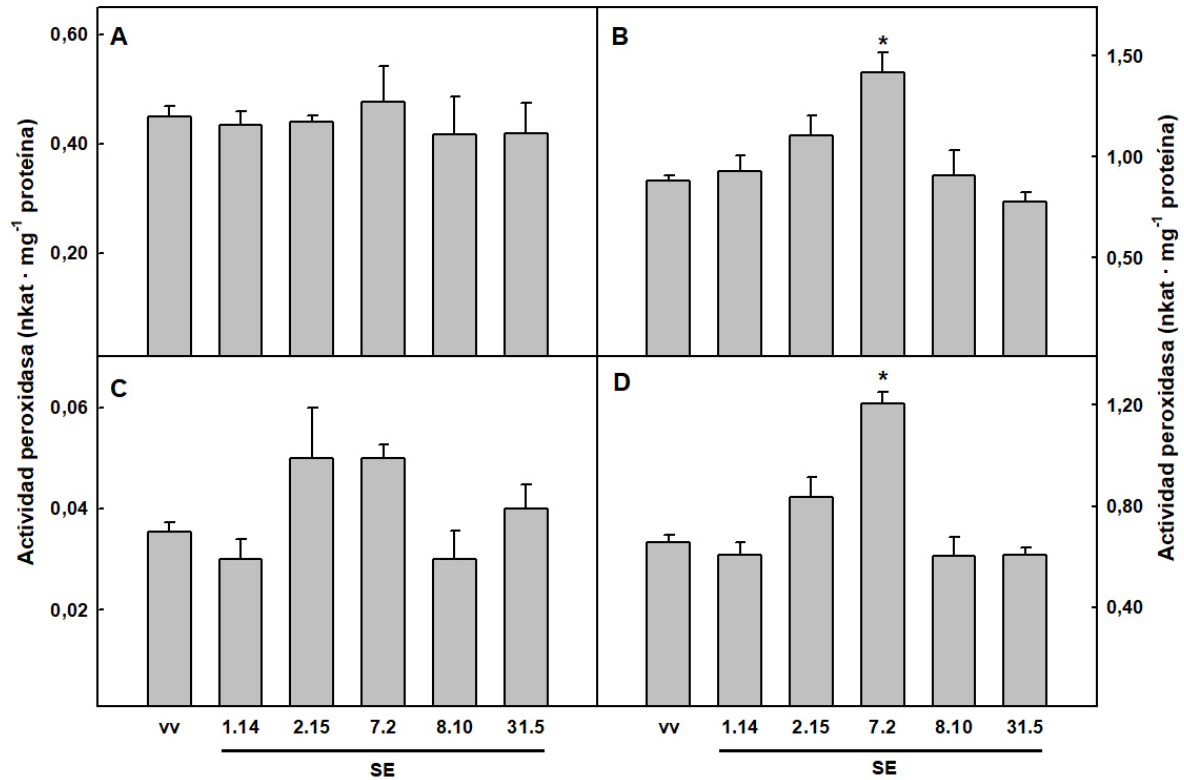 A
B
*
0,60
0,40
0,20
1,50
1,00
0,50
C
D
*
0,06
0,04
0,02
1,20
0,80
0,40
Actividad peroxidasa (nkat · mg⁻¹ proteína)
Actividad peroxidasa (nkat · mg⁻¹ proteína)
vv 1.14 2.15 7.2 8.10 31.5
vv 1.14 2.15 7.2 8.10 31.5
SE
SE